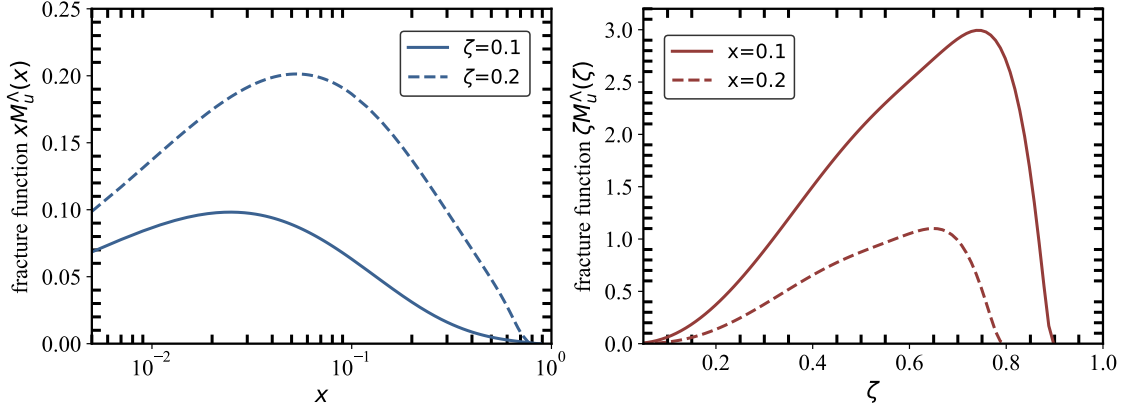 fracture function xM_u^Λ(x)
0.25
0.20
0.15
0.10
0.05
0.00
ζ=0.1
ζ=0.2
10^−2
10^−1
10^0
x
fracture function ζM_u^Λ(ζ)
3.0
2.5
2.0
1.5
1.0
0.5
0.0
x=0.1
x=0.2
0.2 0.4 0.6 0.8 1.0
ζ